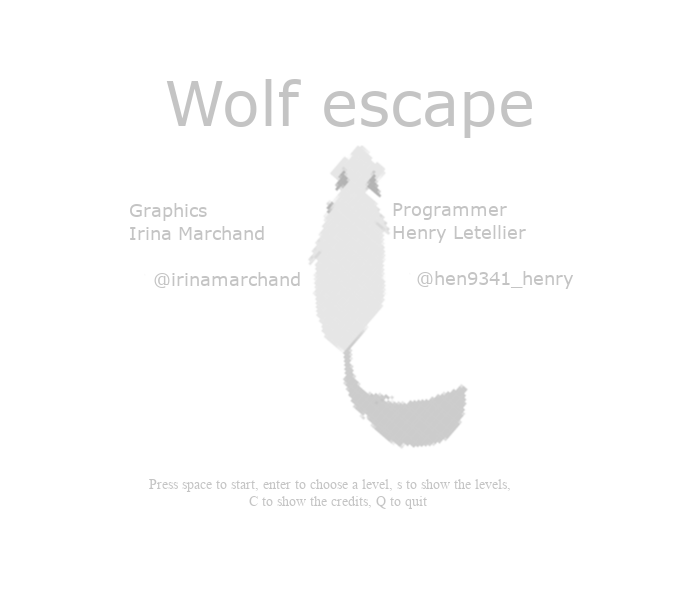 Wolf escape
Graphics
Irina Marchand
@irinamarchand
Programmer
Henry Letellier
@hen9341_henry
Press space to start, enter to choose a level, s to show the levels,
C to show the credits, Q to quit